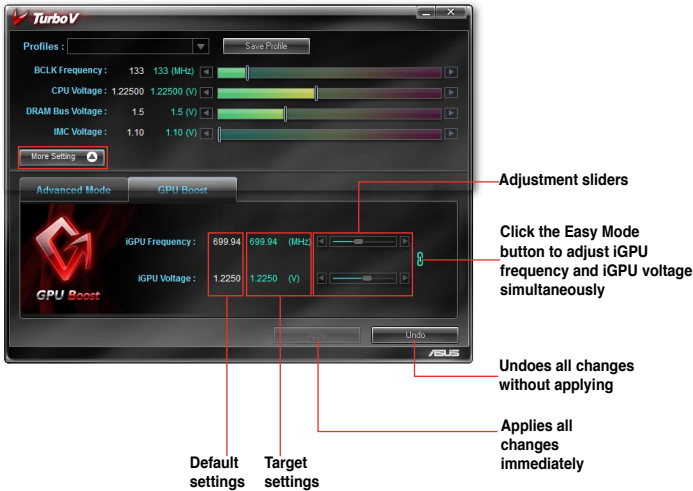 TurboV
Profiles :
Save Profile
BCLK Frequency : 133 133 (MHz)
CPU Voltage : 1.22500 1.22500 (V)
DRAM Bus Voltage : 1.5 1.5 (V)
IMC Voltage : 1.10 1.10 (V)
More Setting
Advanced Mode
GPU Boost
iGPU Frequency : 699.94 699.94 (MHz)
iGPU Voltage : 1.2250 1.2250 (V)
GPU Boost
Undo
ASUS
Adjustment sliders
Click the Easy Mode
button to adjust iGPU
frequency and iGPU voltage
simultaneously
Undoes all changes
without applying
Applies all
changes
immediately
Default
settings
Target
settings